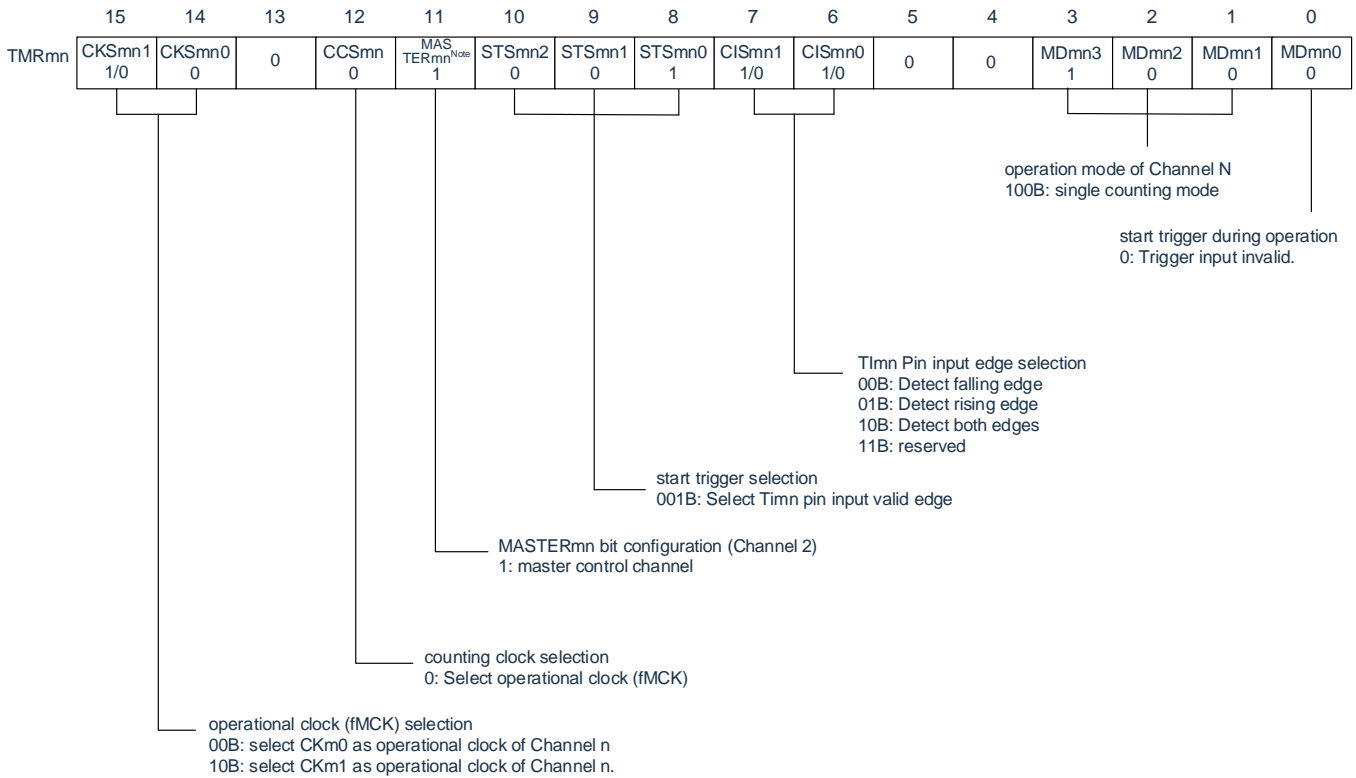 15 14 13 12 11 10 9 8 7 6 5 4 3 2 1 0
TMRmn CKSmn1 CKSmn0 0 CCSmn MAS STSmn2 STSmn1 STSmn0 CISmn1 CISmn0 0 0 MDmn3 MDmn2 MDmn1 MDmn0
TERmnNote
1/0 0 0 1 0 0 1 1/0 1/0 1 0 0 0
operation mode of Channel N
100B: single counting mode
start trigger during operation
0: Trigger input invalid.
TImn Pin input edge selection
00B: Detect falling edge
01B: Detect rising edge
10B: Detect both edges
11B: reserved
start trigger selection
001B: Select Timn pin input valid edge
MASTERmn bit configuration (Channel 2)
1: master control channel
counting clock selection
0: Select operational clock (fMCK)
operational clock (fMCK) selection
00B: select CKm0 as operational clock of Channel n
10B: select CKm1 as operational clock of Channel n.